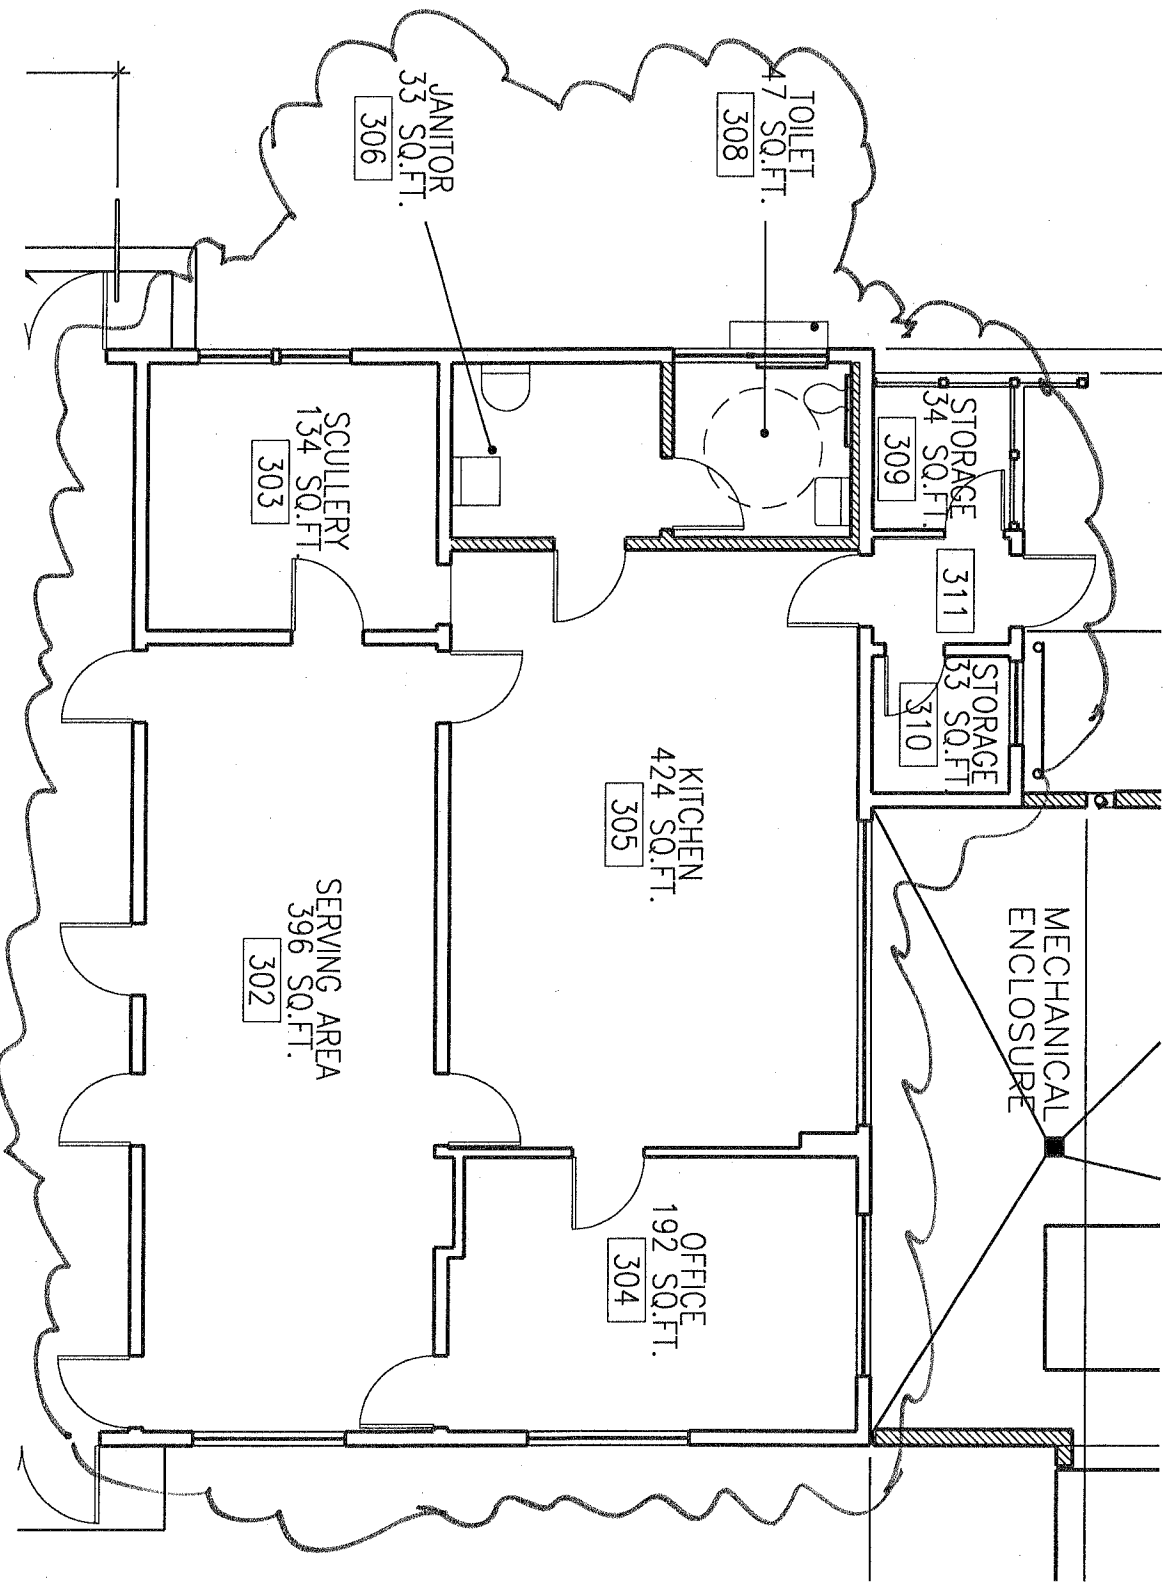 JANITOR
33 SQ.FT.
306
TOILET
47 SQ.FT.
308
STORAGE
34 SQ.FT.
309
311
STORAGE
33 SQ.FT
310
SCULLERY
134 SQ.FT.
303
KITCHEN
424 SQ.FT.
305
SERVING AREA
396 SQ.FT.
302
OFFICE
192 SQ.FT.
304
MECHANICAL
ENCLOSURE